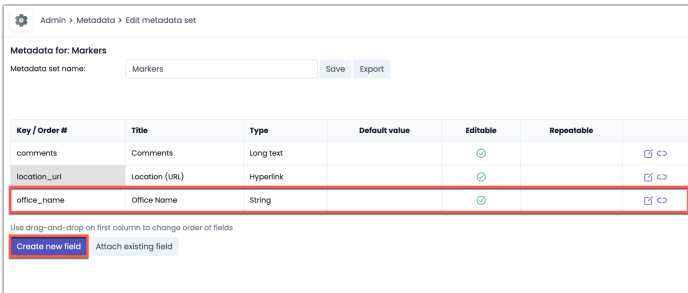 Admin > Metadata > Edit metadata set
Metadata for: Markers
Metadata set name: Markers Save Export
Key / Order # Title Type Default value Editable Repeatable
comments Comments Long text
location_url Location (URL) Hyperlink
office_name Office Name String
Use drag-and-drop on first column to change order of fields
Create new field Attach existing field